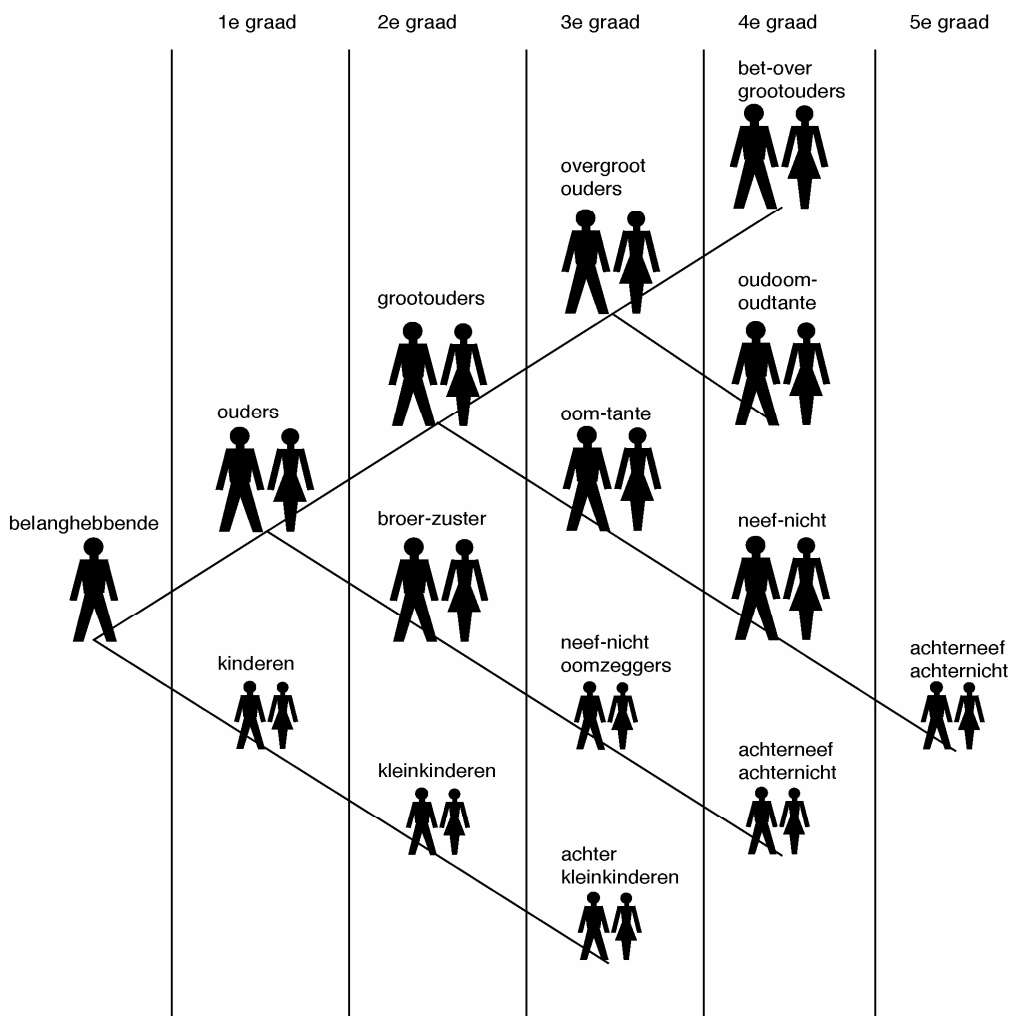 1e graad
2e graad
3e graad
4e graad
5e graad
bet-over
grootouders
overgroot
ouders
oudoom-
oudtante
grootouders
ouders
oom-tante
belanghebbende
broer-zuster
neef-nicht
kinderen
neef-nicht
oomzeggers
achterneef
achternicht
kleinkinderen
achterneef
achternicht
achter
kleinkinderen